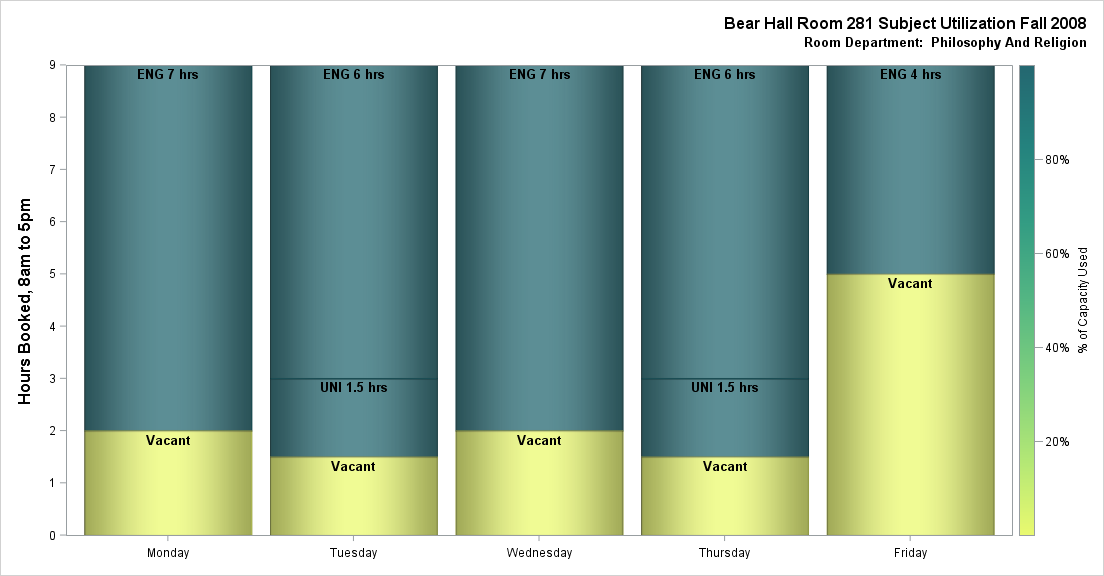 Bear Hall Room 281 Subject Utilization Fall 2008
Room Department:  Philosophy And Religion
Hours Booked, 8am to 5pm
9
8
7
6
5
4
3
2
1
0
ENG 7 hrs
Vacant
ENG 6 hrs
UNI 1.5 hrs
Vacant
ENG 7 hrs
Vacant
ENG 6 hrs
UNI 1.5 hrs
Vacant
ENG 4 hrs
Vacant
Monday
Tuesday
Wednesday
Thursday
Friday
80%
60%
40%
20%
% of Capacity Used